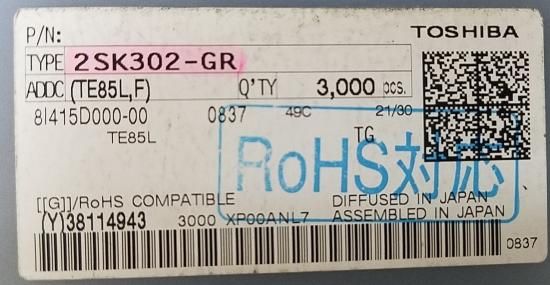 P/N: TOSHIBA
TYPE 2SK302-GR
ADDC (TE85L,F) Q'TY 3,000 pcs.
8I415D000-00 0837 49C 21/30
TE85L TG
RoHS対応
[[G]]/RoHS COMPATIBLE DIFFUSED IN JAPAN
(Y)38114943 3000 XP00ANL7 ASSEMBLED IN JAPAN
0837